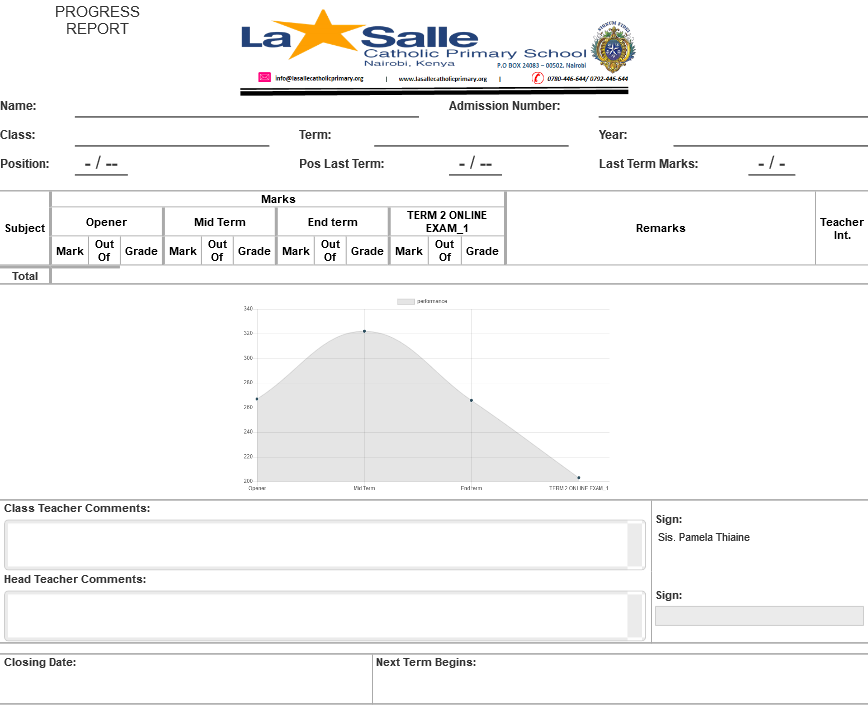 PROGRESS
REPORT
La Salle
Catholic Primary School
Nairobi, Kenya
P.O BOX 24083 – 00502, Nairobi
info@lasallecatholicprimary.org | www.lasallecatholicprimary.org | 0780-446-644/ 0792-446-644
Name: Admission Number:
Class: Term: Year:
Position: - / -- Pos Last Term: - / -- Last Term Marks: - / -
Marks
Subject Opener Mid Term End term TERM 2 ONLINE EXAM_1 Remarks Teacher Int.
Mark Out Of Grade Mark Out Of Grade Mark Out Of Grade Mark Out Of Grade
Total
performance
340
320
300
280
260
240
220
200
Opener Mid Term End term TERM 2 ONLINE EXAM_1
Class Teacher Comments:
Sign:
Sis. Pamela Thiaine
Head Teacher Comments:
Sign:
Closing Date: Next Term Begins: